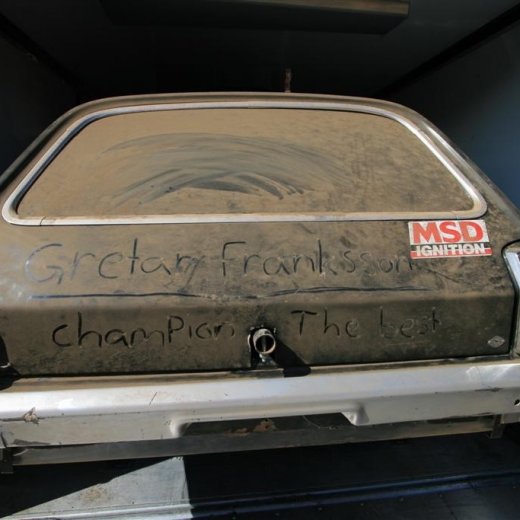 MSD
IGNITION
Gretar Franksson
champion The best